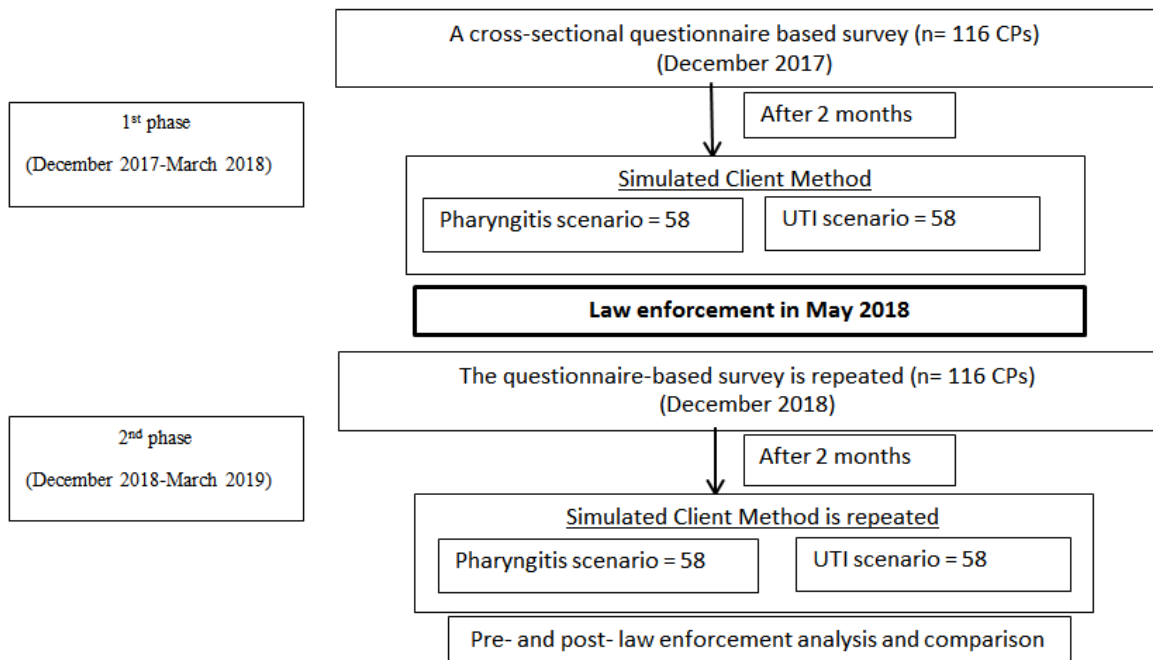 A cross-sectional questionnaire based survey (n= 116 CPs)
(December 2017)
After 2 months
1st phase
(December 2017-March 2018)
Simulated Client Method
Pharyngitis scenario = 58
UTI scenario = 58
Law enforcement in May 2018
The questionnaire-based survey is repeated (n= 116 CPs)
(December 2018)
2nd phase
(December 2018-March 2019)
After 2 months
Simulated Client Method is repeated
Pharyngitis scenario = 58
UTI scenario = 58
Pre- and post- law enforcement analysis and comparison